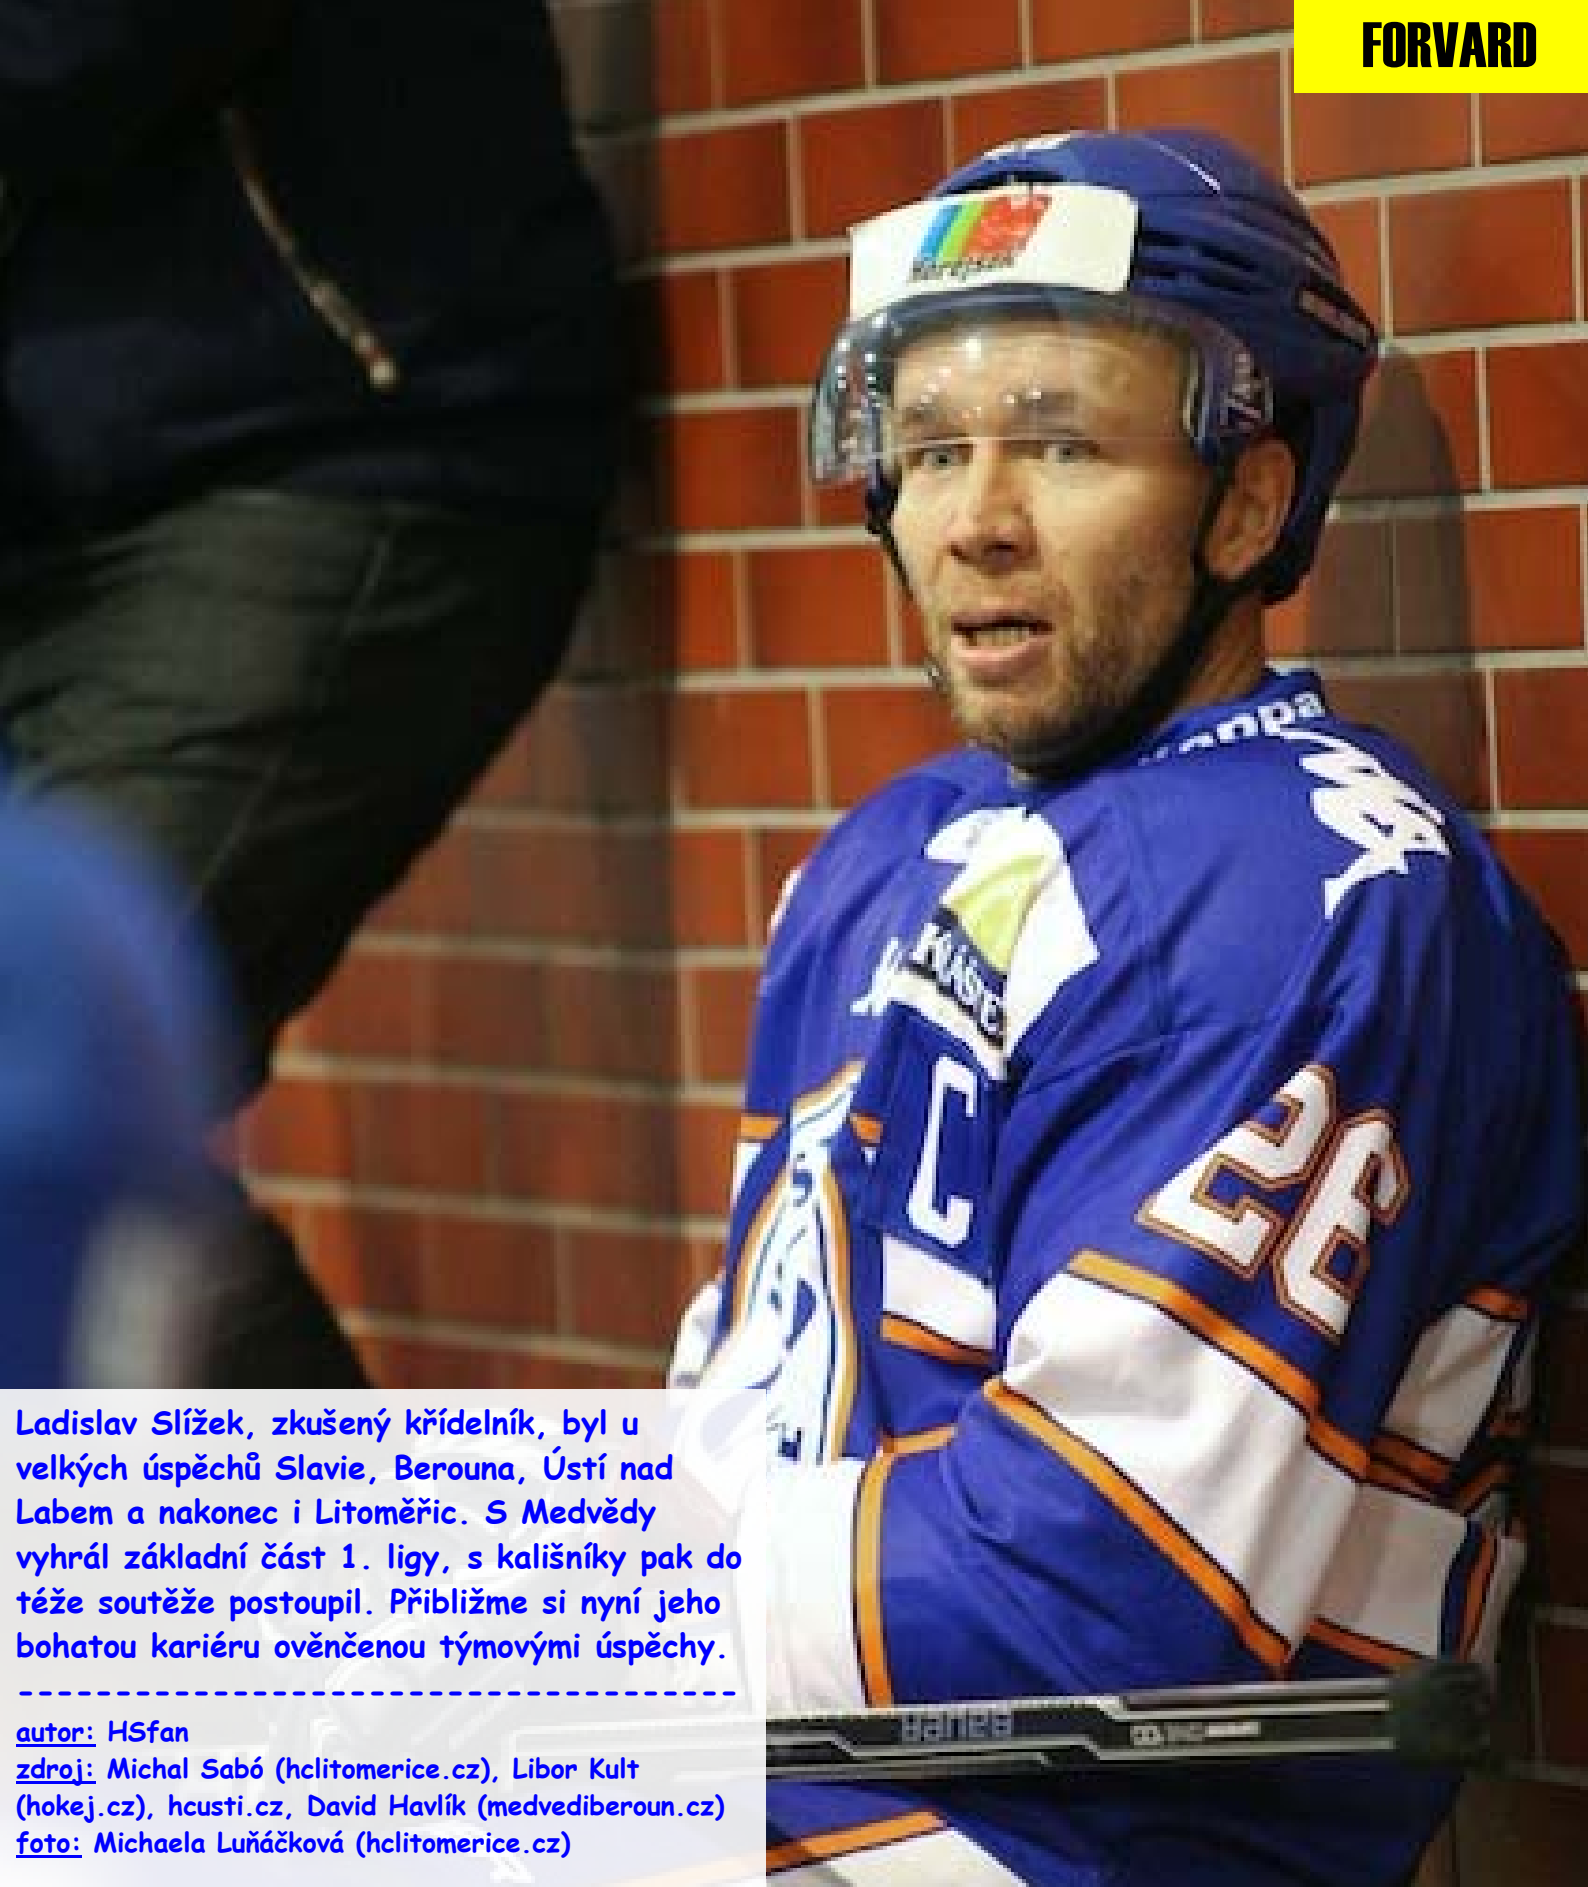 FORVARD
Kappa
C
26
Ladislav Slížek, zkušený křídelník, byl u
velkých úspěchů Slavie, Berouna, Ústí nad
Labem a nakonec i Litoměřic. S Medvědy
vyhrál základní část 1. ligy, s kališníky pak do
téže soutěže postoupil. Přibližme si nyní jeho
bohatou kariéru ověnčenou týmovými úspěchy.
------------------------------------
autor: HSfan
zdroj: Michal Sabó (hclitomerice.cz), Libor Kult
(hokej.cz), hcusti.cz, David Havlík (medvediberoun.cz)
foto: Michaela Luňáčková (hclitomerice.cz)